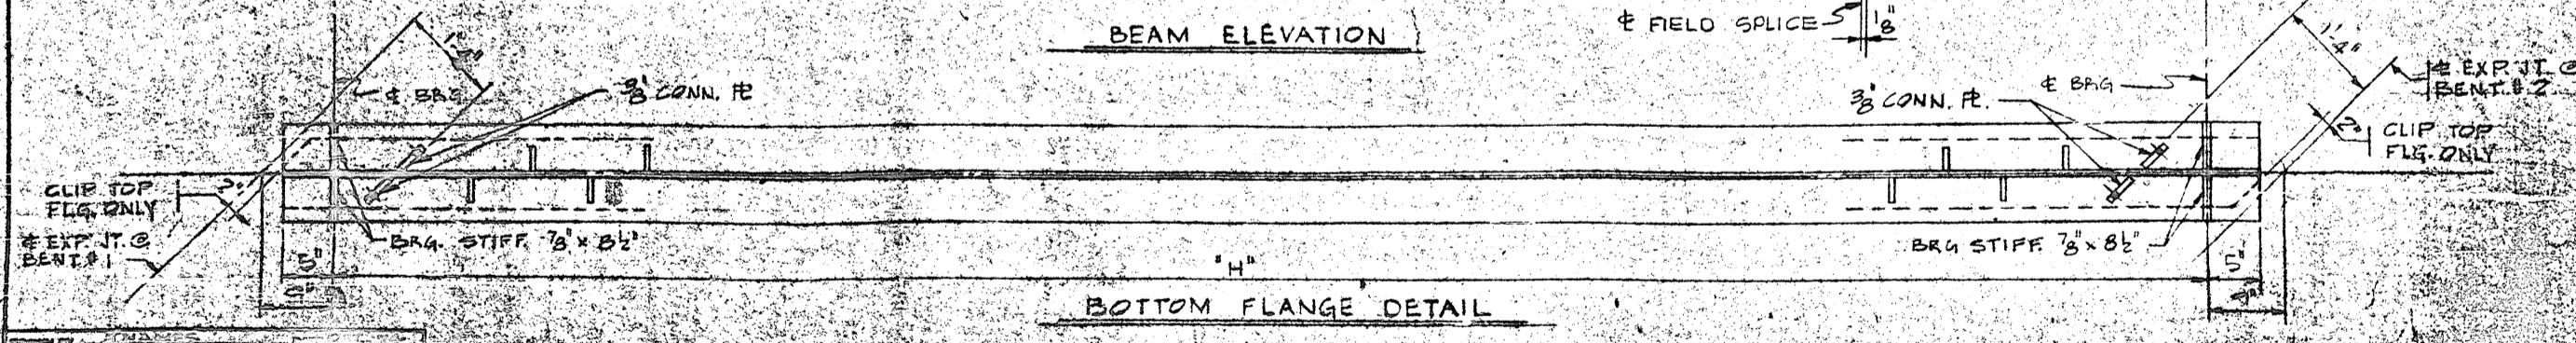 BEAM ELEVATION
℄ FIELD SPLICE
1/8"
℄ BRG
3/8" CONN. ℙL
3/8" CONN. ℙL.
℄ BRG
℄ EXP. JT. @
BENT # 2
2"
CLIP TOP
FLG. ONLY
CLIP TOP
FLG. ONLY
2"
℄ EXP. JT. @
BENT # 1
BRG. STIFF. 7/8" x 8 1/2"
BRG STIFF. 7/8" x 8 1/2"
5"
"H"
5"
BOTTOM FLANGE DETAIL